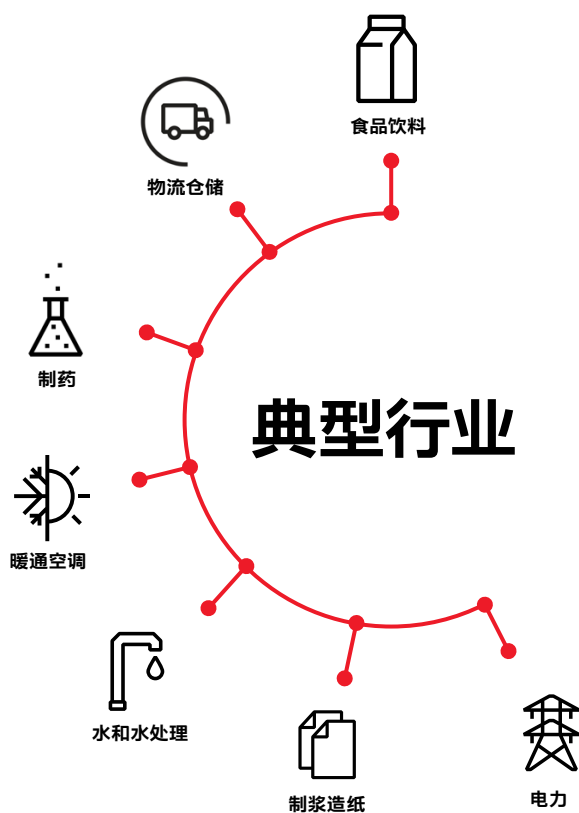 食品饮料
物流仓储
制药
典型行业
暖通空调
水和水处理
制浆造纸
电力